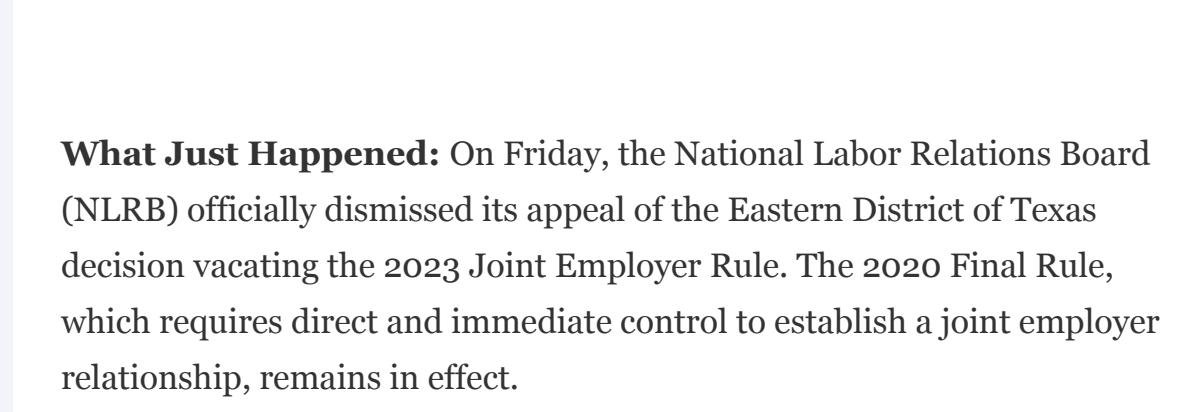 What Just Happened: On Friday, the National Labor Relations Board
(NLRB) officially dismissed its appeal of the Eastern District of Texas
decision vacating the 2023 Joint Employer Rule. The 2020 Final Rule,
which requires direct and immediate control to establish a joint employer
relationship, remains in effect.